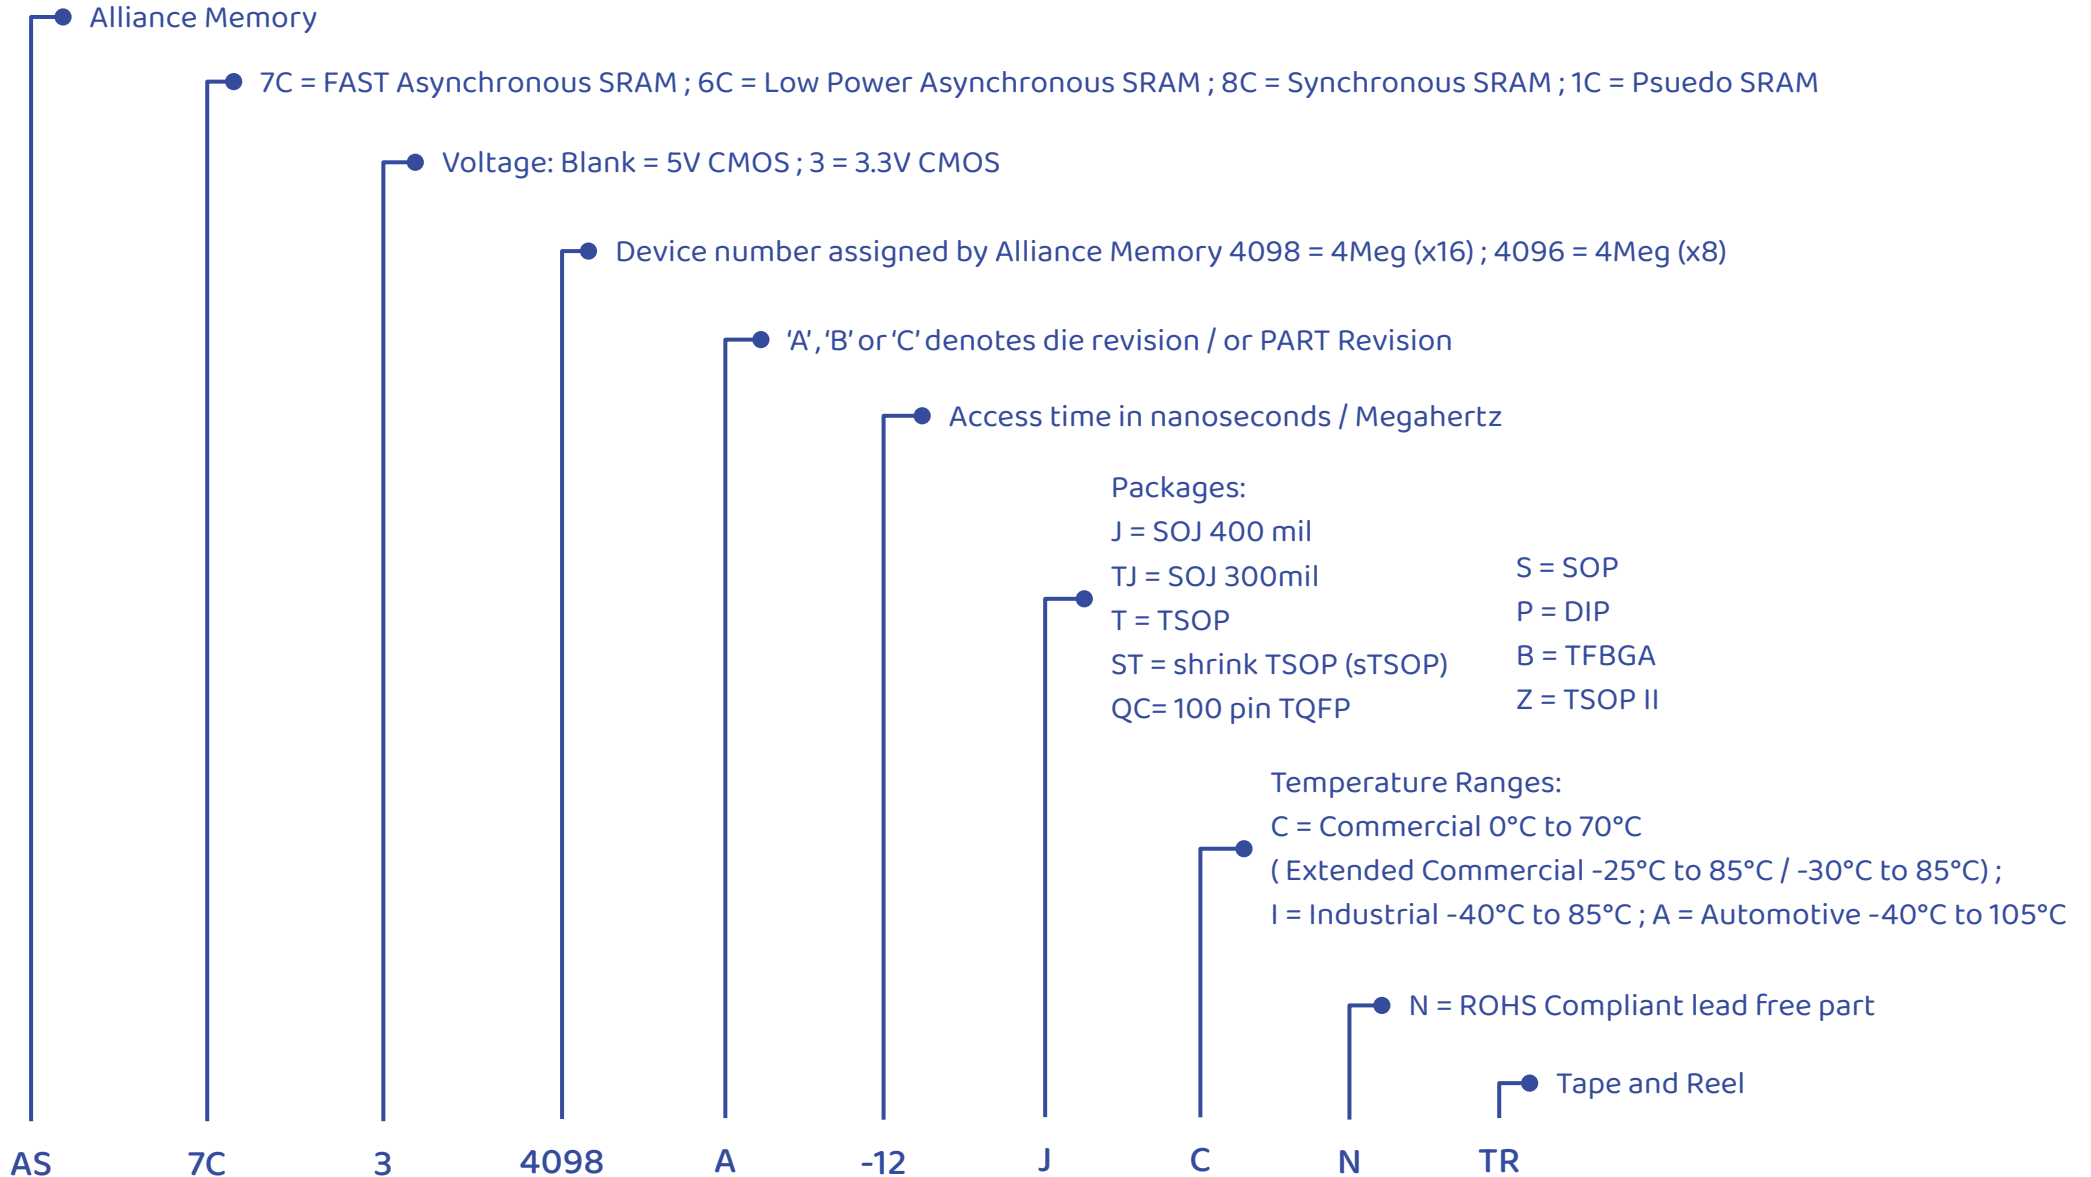 Alliance Memory
7C = FAST Asynchronous SRAM ; 6C = Low Power Asynchronous SRAM ; 8C = Synchronous SRAM ; 1C = Psuedo SRAM
Voltage: Blank = 5V CMOS ; 3 = 3.3V CMOS
Device number assigned by Alliance Memory 4098 = 4Meg (x16) ; 4096 = 4Meg (x8)
‘A’, ‘B’ or ‘C’ denotes die revision / or PART Revision
Access time in nanoseconds / Megahertz
Packages:
J = SOJ 400 mil
TJ = SOJ 300mil
T = TSOP
ST = shrink TSOP (sTSOP)
QC= 100 pin TQFP
S = SOP
P = DIP
B = TFBGA
Z = TSOP II
Temperature Ranges:
C = Commercial 0°C to 70°C
( Extended Commercial -25°C to 85°C / -30°C to 85°C) ;
I = Industrial -40°C to 85°C ; A = Automotive -40°C to 105°C
N = ROHS Compliant lead free part
Tape and Reel
AS 7C 3 4098 A -12 J C N TR